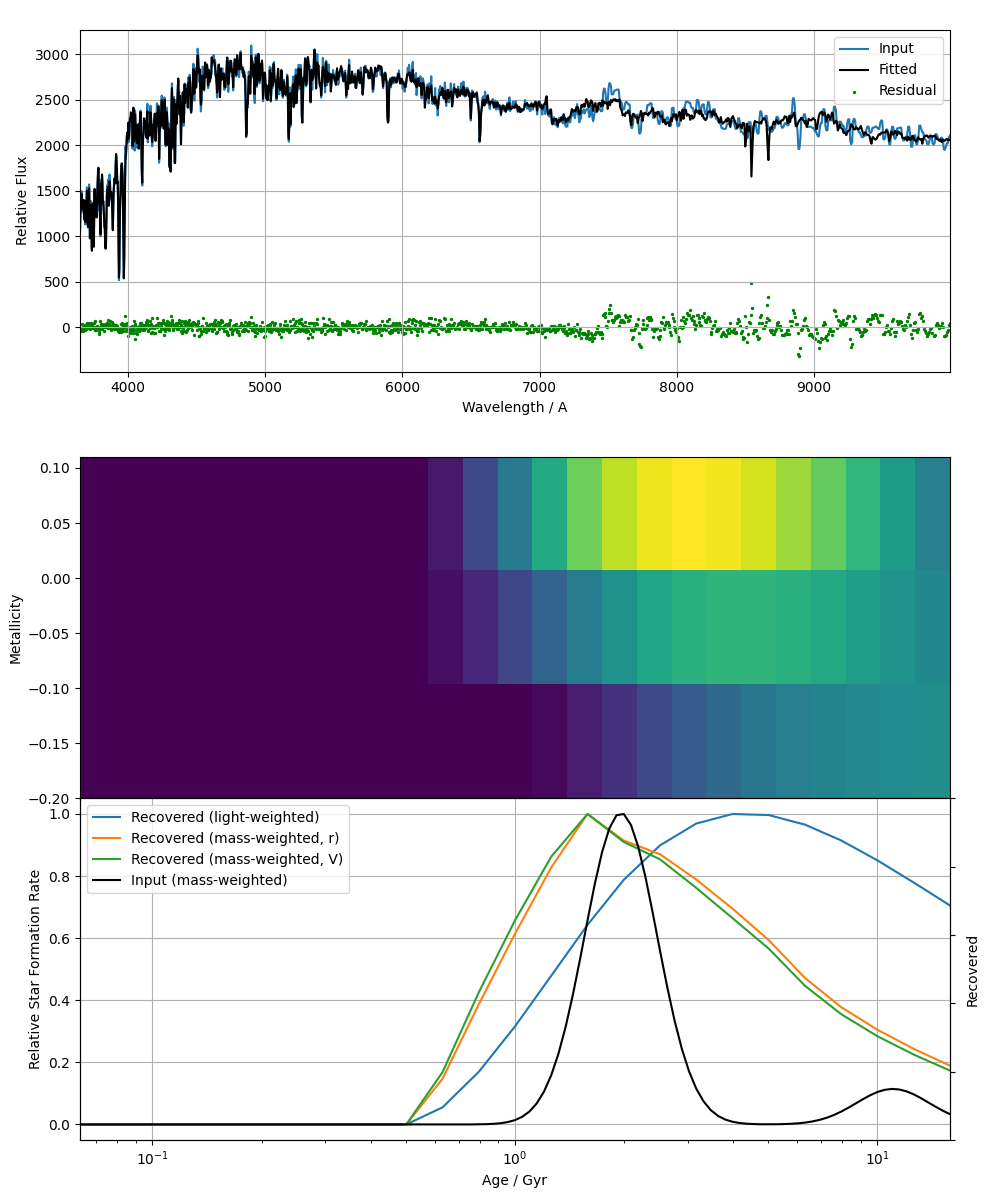 3000
2500
2000
1500
1000
500
0
Relative Flux
Input
Fitted
Residual
4000
5000
6000
7000
8000
9000
Wavelength / A
0.10
0.05
0.00
−0.05
−0.10
−0.15
−0.20
Metallicity
1.0
0.8
0.6
0.4
0.2
0.0
Relative Star Formation Rate
Recovered (light-weighted)
Recovered (mass-weighted, r)
Recovered (mass-weighted, V)
Input (mass-weighted)
Recovered
10⁻¹
10⁰
10¹
Age / Gyr